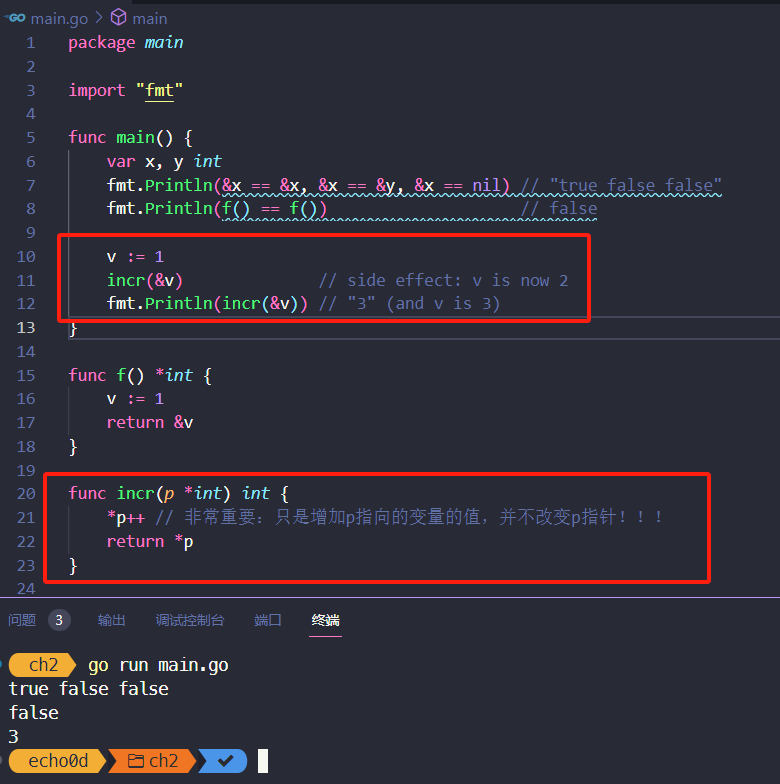 GO main.go > main
1 package main
2
3 import "fmt"
4
5 func main() {
6 var x, y int
7 fmt.Println(&x == &x, &x == &y, &x == nil) // "true false false"
8 fmt.Println(f() == f()) // false
9
10 v := 1
11 incr(&v) // side effect: v is now 2
12 fmt.Println(incr(&v)) // "3" (and v is 3)
13 }
14
15 func f() *int {
16 v := 1
17 return &v
18 }
19
20 func incr(p *int) int {
21 *p++ // 非常重要：只是增加p指向的变量的值，并不改变p指针！！！
22 return *p
23 }
24
问题 3 输出 调试控制台 端口 终端
ch2 go run main.go
true false false
false
3
echo0d ch2